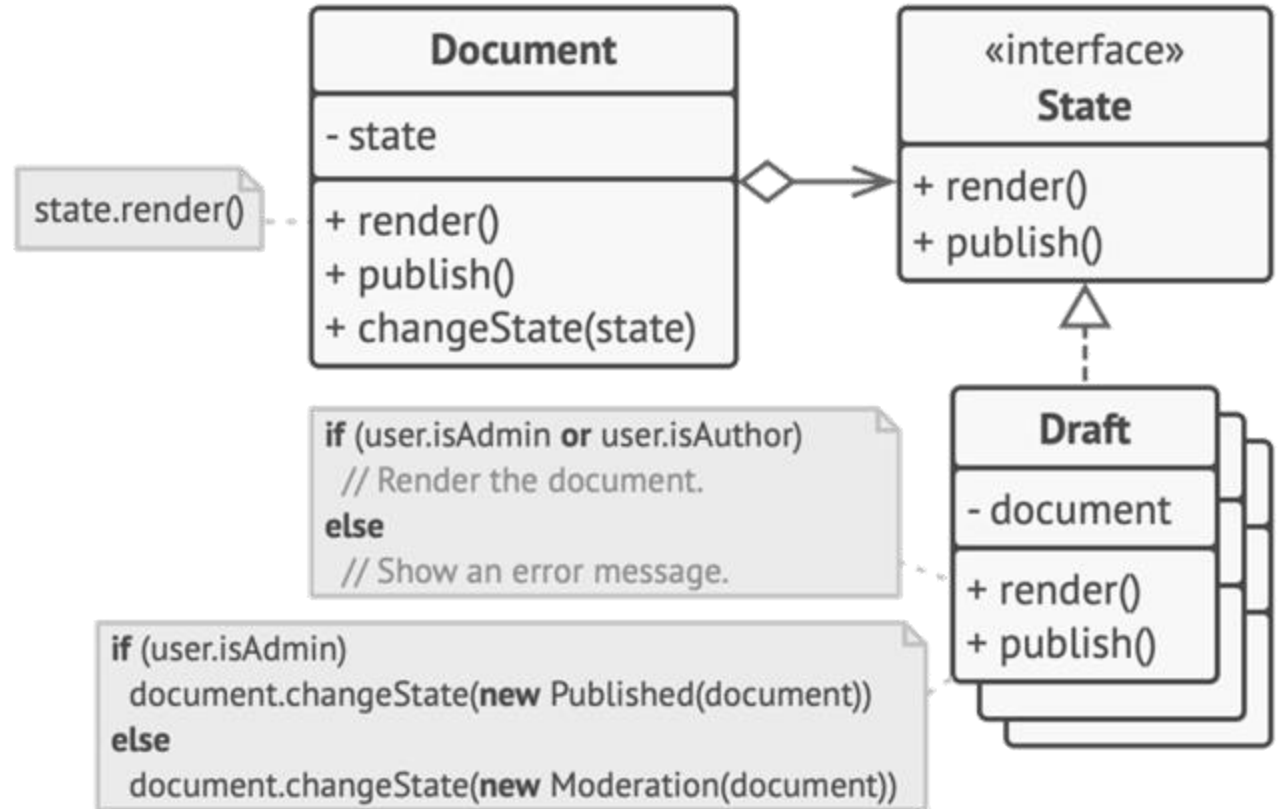 Document
- state
+ render()
+ publish()
+ changeState(state)
«interface»
State
+ render()
+ publish()
state.render()
Draft
- document
+ render()
+ publish()
if (user.isAdmin or user.isAuthor)
// Render the document.
else
// Show an error message.
if (user.isAdmin)
document.changeState(new Published(document))
else
document.changeState(new Moderation(document))